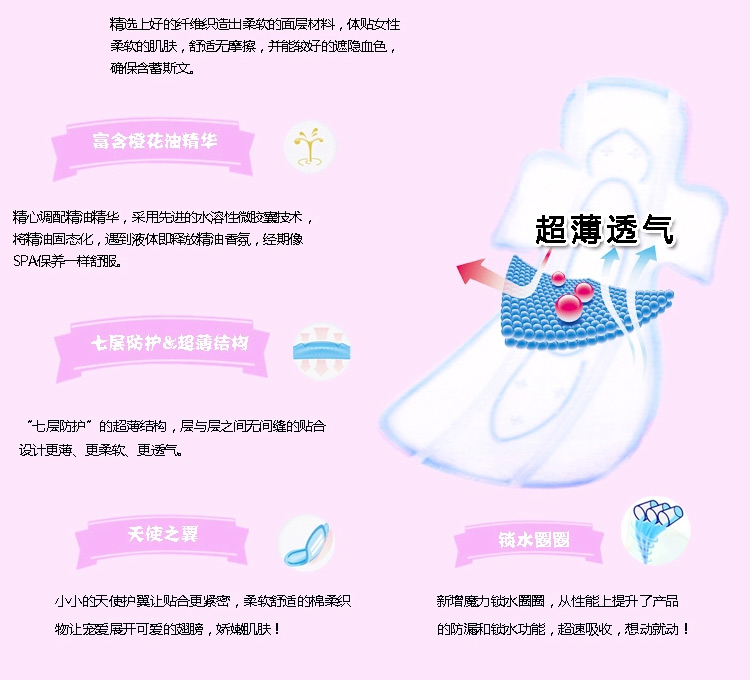 精选上好的纤维织造出柔软的面层材料，体贴女性
柔软的肌肤，舒适无摩擦，并能较好的遮隐血色，
确保含蓄斯文。
富含橙花油精华
精心调配精油精华，采用先进的水溶性微胶囊技术，
将精油固态化，遇到液体即释放精油香氛，经期像
SPA保养一样舒服。
超薄透气
七层防护&超薄结构
“七层防护”的超薄结构，层与层之间无间缝的贴合
设计更薄、更柔软、更透气。
天使之翼
小小的天使护翼让贴合更紧密，柔软舒适的棉柔织
物让宠爱展开可爱的翅膀，娇嫩肌肤！
锁水圈圈
新增魔力锁水圈圈，从性能上提升了产品
的防漏和锁水功能，超速吸收，想动就动！